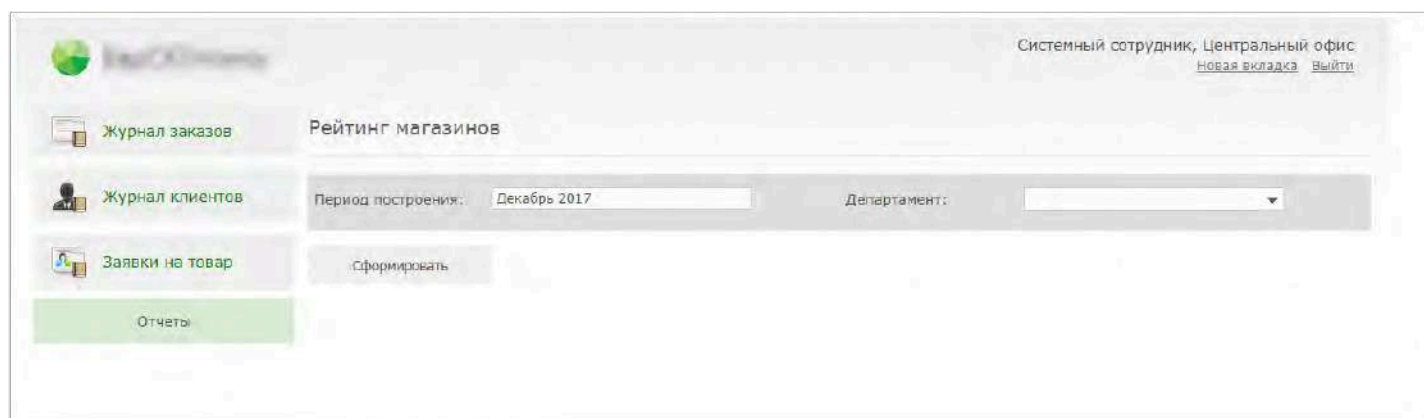 Системный сотрудник, Центральный офис
Новая вкладка Выйти
Журнал заказов
Рейтинг магазинов
Журнал клиентов
Период построения: Декабрь 2017 Департамент:
Заявки на товар
Сформировать
Отчеты